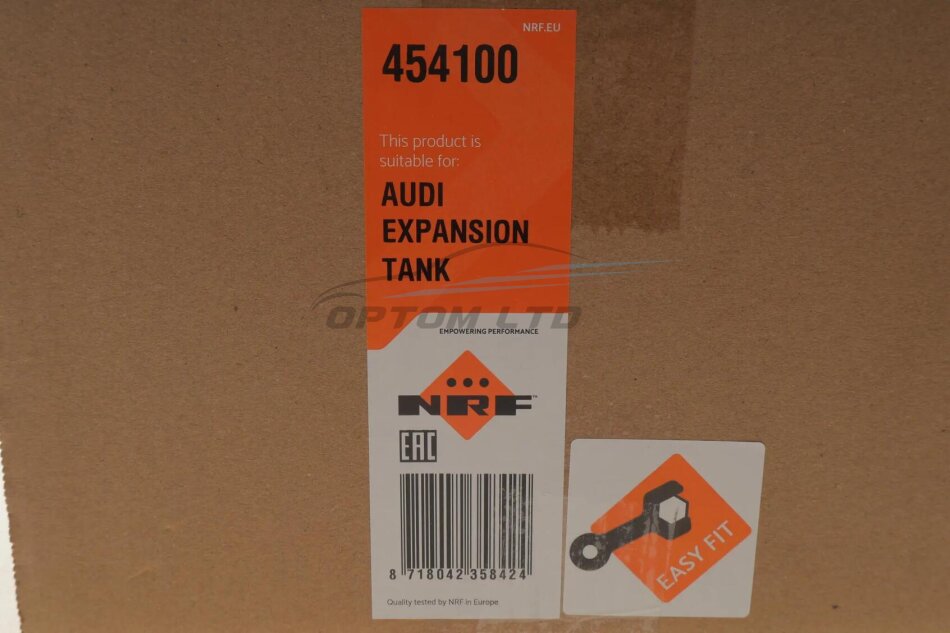 NRF.EU
454100
This product is
suitable for:
AUDI
EXPANSION
TANK
OPTOM LTD
EMPOWERING PERFORMANCE
NRF™
EAC
8 718042 358424
Quality tested by NRF in Europe
EASY FIT